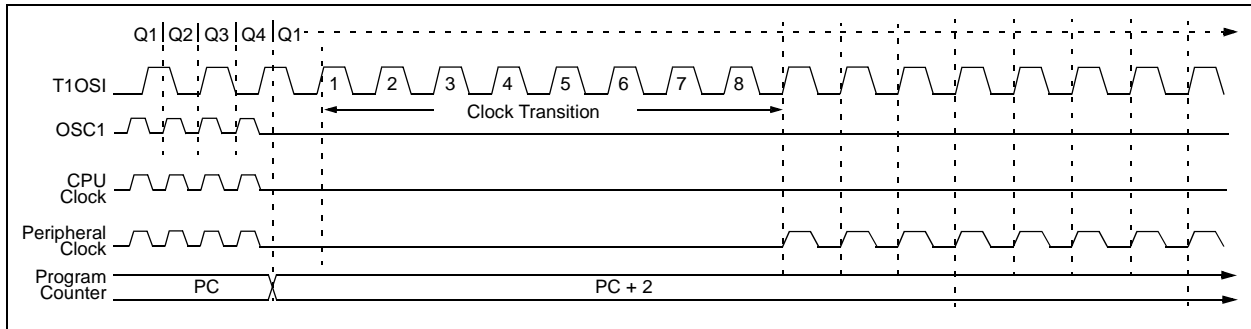 Q1 Q2 Q3 Q4 Q1
T1OSI
1 2 3 4 5 6 7 8
Clock Transition
OSC1
CPU
Clock
Peripheral
Clock
Program
Counter
PC
PC + 2